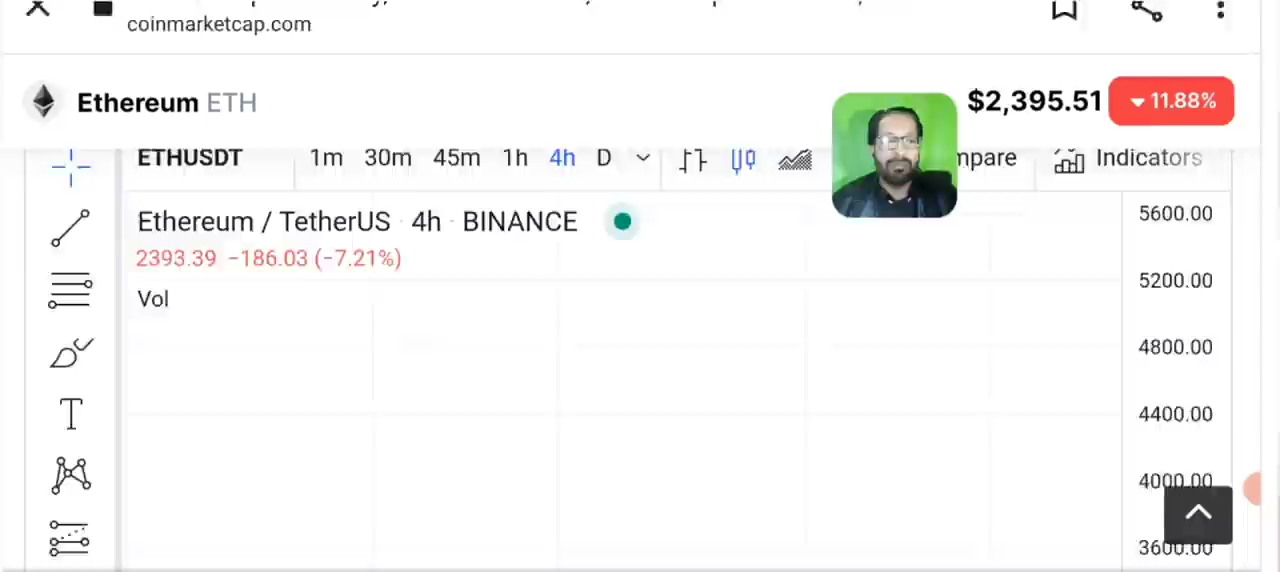 coinmarketcap.com
Ethereum ETH
$2,395.51
11.88%
ETHUSDT
1m 30m 45m 1h 4h D
mpare
Indicators
Ethereum / TetherUS · 4h · BINANCE
2393.39 −186.03 (−7.21%)
Vol
5600.00
5200.00
4800.00
4400.00
4000.00
3600.00